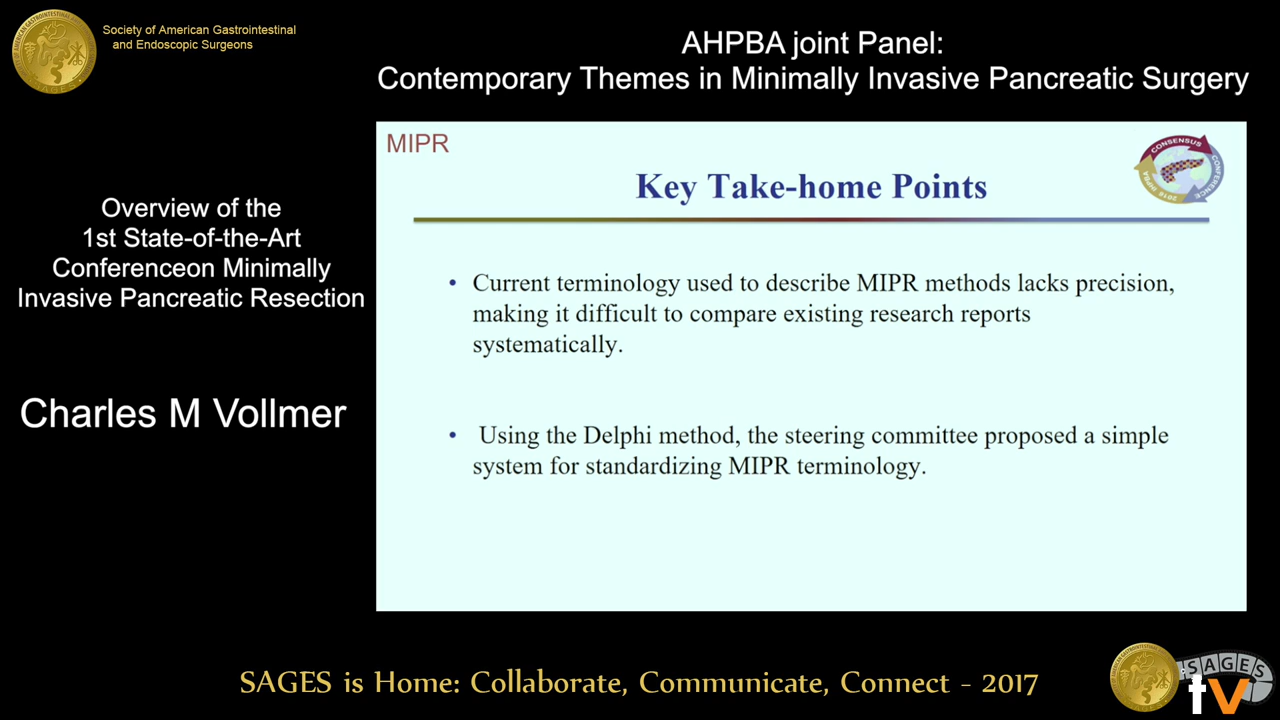 Society of American Gastrointestinal
and Endoscopic Surgeons
AHPBA joint Panel:
Contemporary Themes in Minimally Invasive Pancreatic Surgery
Overview of the
1st State-of-the-Art
Conferenceon Minimally
Invasive Pancreatic Resection
Charles M Vollmer
MIPR
CONSENSUS
CONFERENCE
Key Take-home Points
• Current terminology used to describe MIPR methods lacks precision,
making it difficult to compare existing research reports
systematically.
• Using the Delphi method, the steering committee proposed a simple
system for standardizing MIPR terminology.
SAGES is Home: Collaborate, Communicate, Connect - 2017
SAGES
tv